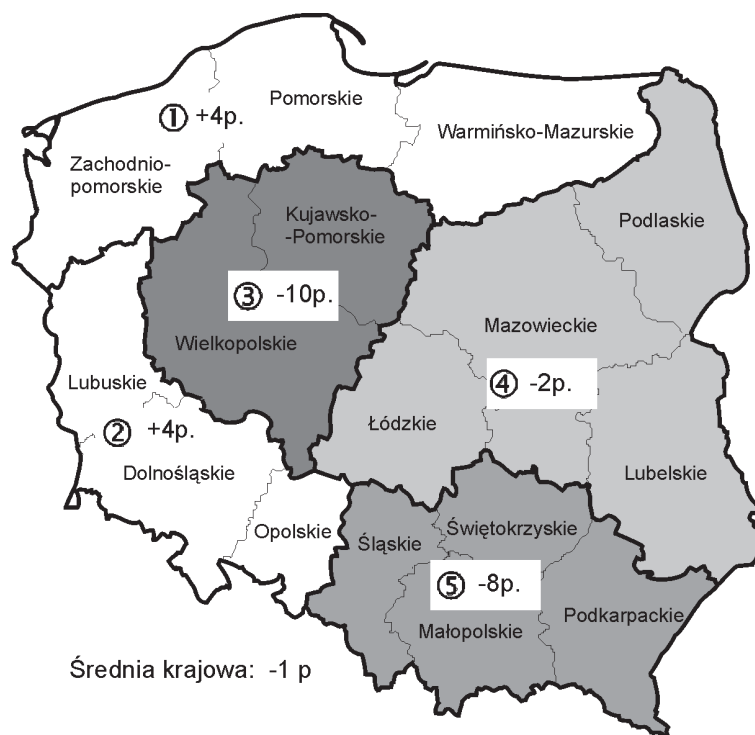 Pomorskie
① +4p.
Warmińsko-Mazurskie
Zachodnio-
pomorskie
Kujawsko-
-Pomorskie
Podlaskie
③ -10p.
Mazowieckie
Wielkopolskie
Lubuskie
④ -2p.
② +4p.
Łódzkie
Dolnośląskie
Lubelskie
Opolskie
Śląskie
Świętokrzyskie
⑤ -8p.
Podkarpackie
Małopolskie
Średnia krajowa: -1 p